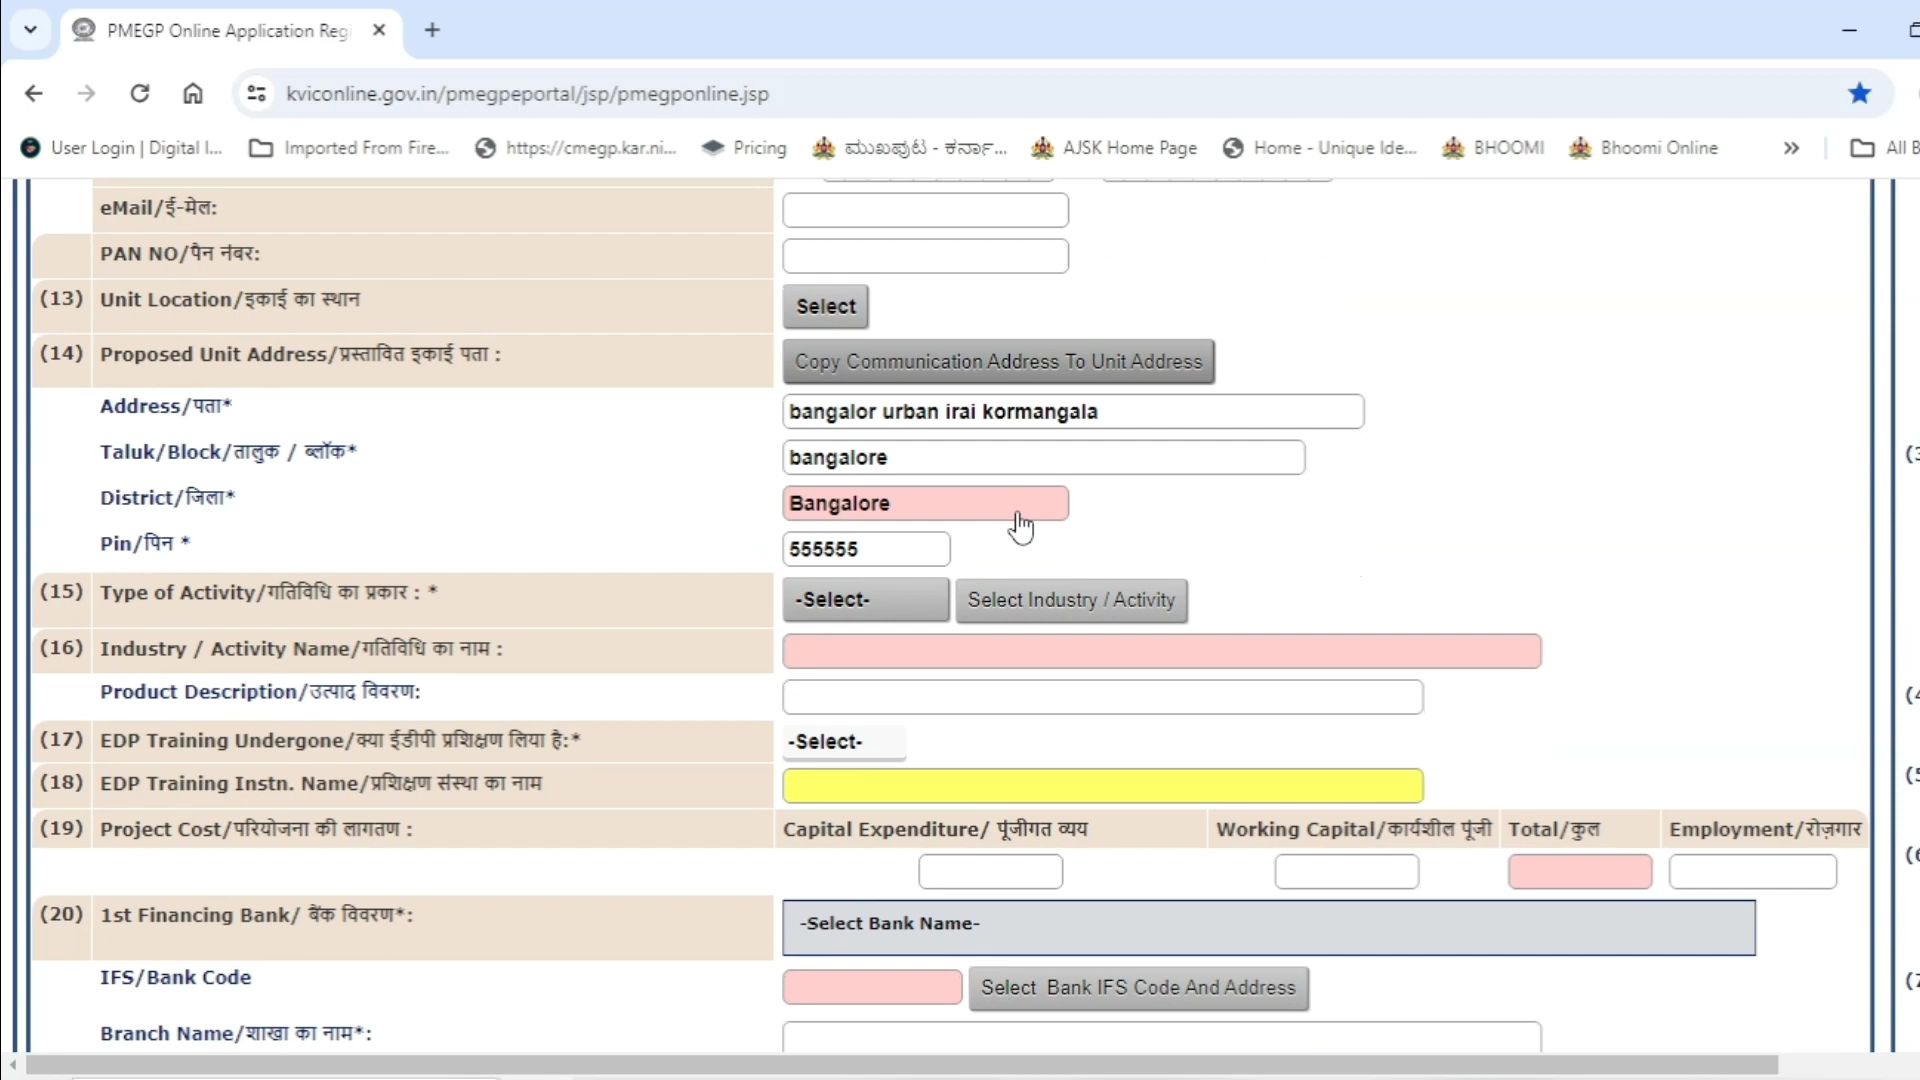 PMEGP Online Application Regi
kviconline.gov.in/pmegpeportal/jsp/pmegponline.jsp
User Login | Digital I... Imported From Fire... https://cmegp.kar.ni... Pricing ಮುಖಪುಟ - ಕರ್ನಾ... AJSK Home Page Home - Unique Ide... BHOOMI Bhoomi Online » All B
eMail/ई-मेल:
PAN NO/पैन नंबर:
(13) Unit Location/इकाई का स्थान Select
(14) Proposed Unit Address/प्रस्तावित इकाई पता : Copy Communication Address To Unit Address
Address/पता* bangalor urban irai kormangala
Taluk/Block/तालुक / ब्लॉक* bangalore
District/जिला* Bangalore
Pin/पिन * 555555
(15) Type of Activity/गतिविधि का प्रकार : * -Select- Select Industry / Activity
(16) Industry / Activity Name/गतिविधि का नाम :
Product Description/उत्पाद विवरण:
(17) EDP Training Undergone/क्या ईडीपी प्रशिक्षण लिया है:* -Select-
(18) EDP Training Instn. Name/प्रशिक्षण संस्था का नाम
(19) Project Cost/परियोजना की लागतण : Capital Expenditure/ पूंजीगत व्यय Working Capital/कार्यशील पूंजी Total/कुल Employment/रोज़गार
(20) 1st Financing Bank/ बैंक विवरण*: -Select Bank Name-
IFS/Bank Code Select Bank IFS Code And Address
Branch Name/शाखा का नाम*: